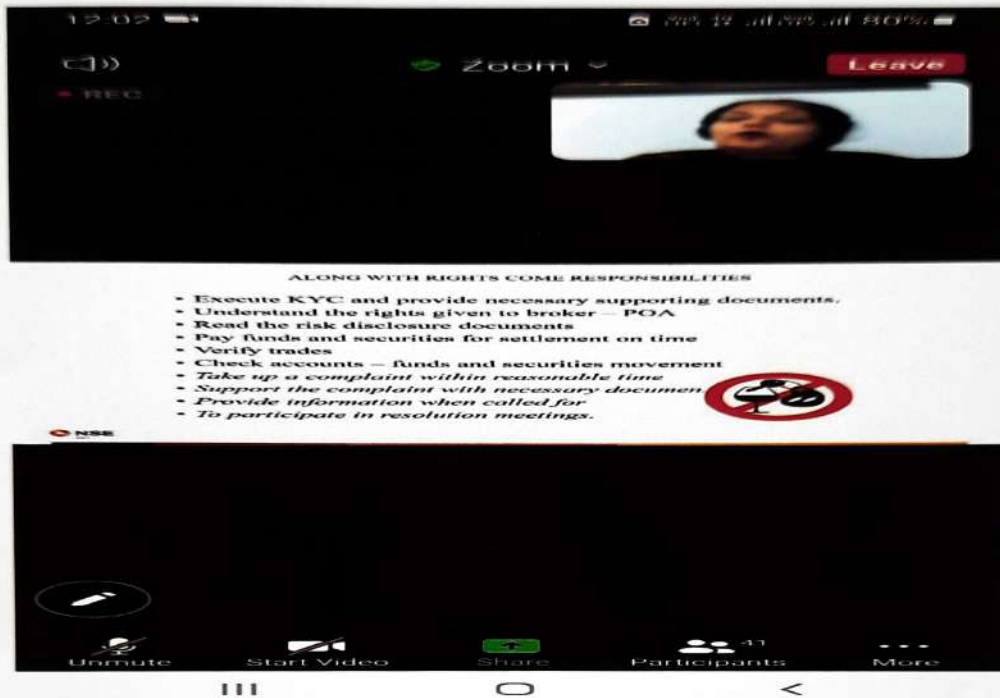 12:02
80%
Zoom
Leave
REC
ALONG WITH RIGHTS COME RESPONSIBILITIES
• Execute KYC and provide necessary supporting documents.
• Understand the rights given to broker – POA
• Read the risk disclosure documents
• Pay funds and securities for settlement on time
• Verify trades
• Check accounts – funds and securities movement
• Take up a complaint within reasonable time
• Support the complaint with necessary documen
• Provide information when called for
• To participate in resolution meetings.
NSE
41
Unmute
Start Video
Share
Participants
More